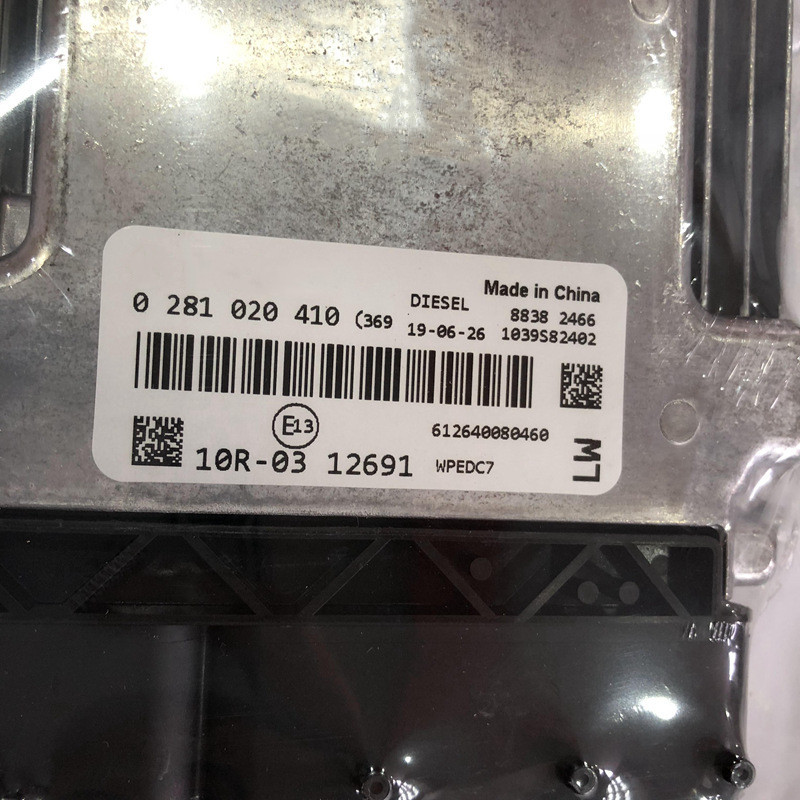 Made in China
0 281 020 410 (369 DIESEL 8838 2466
19-06-26 1039S82402
E13
612640080460
10R-03 12691 WPEDC7
LM